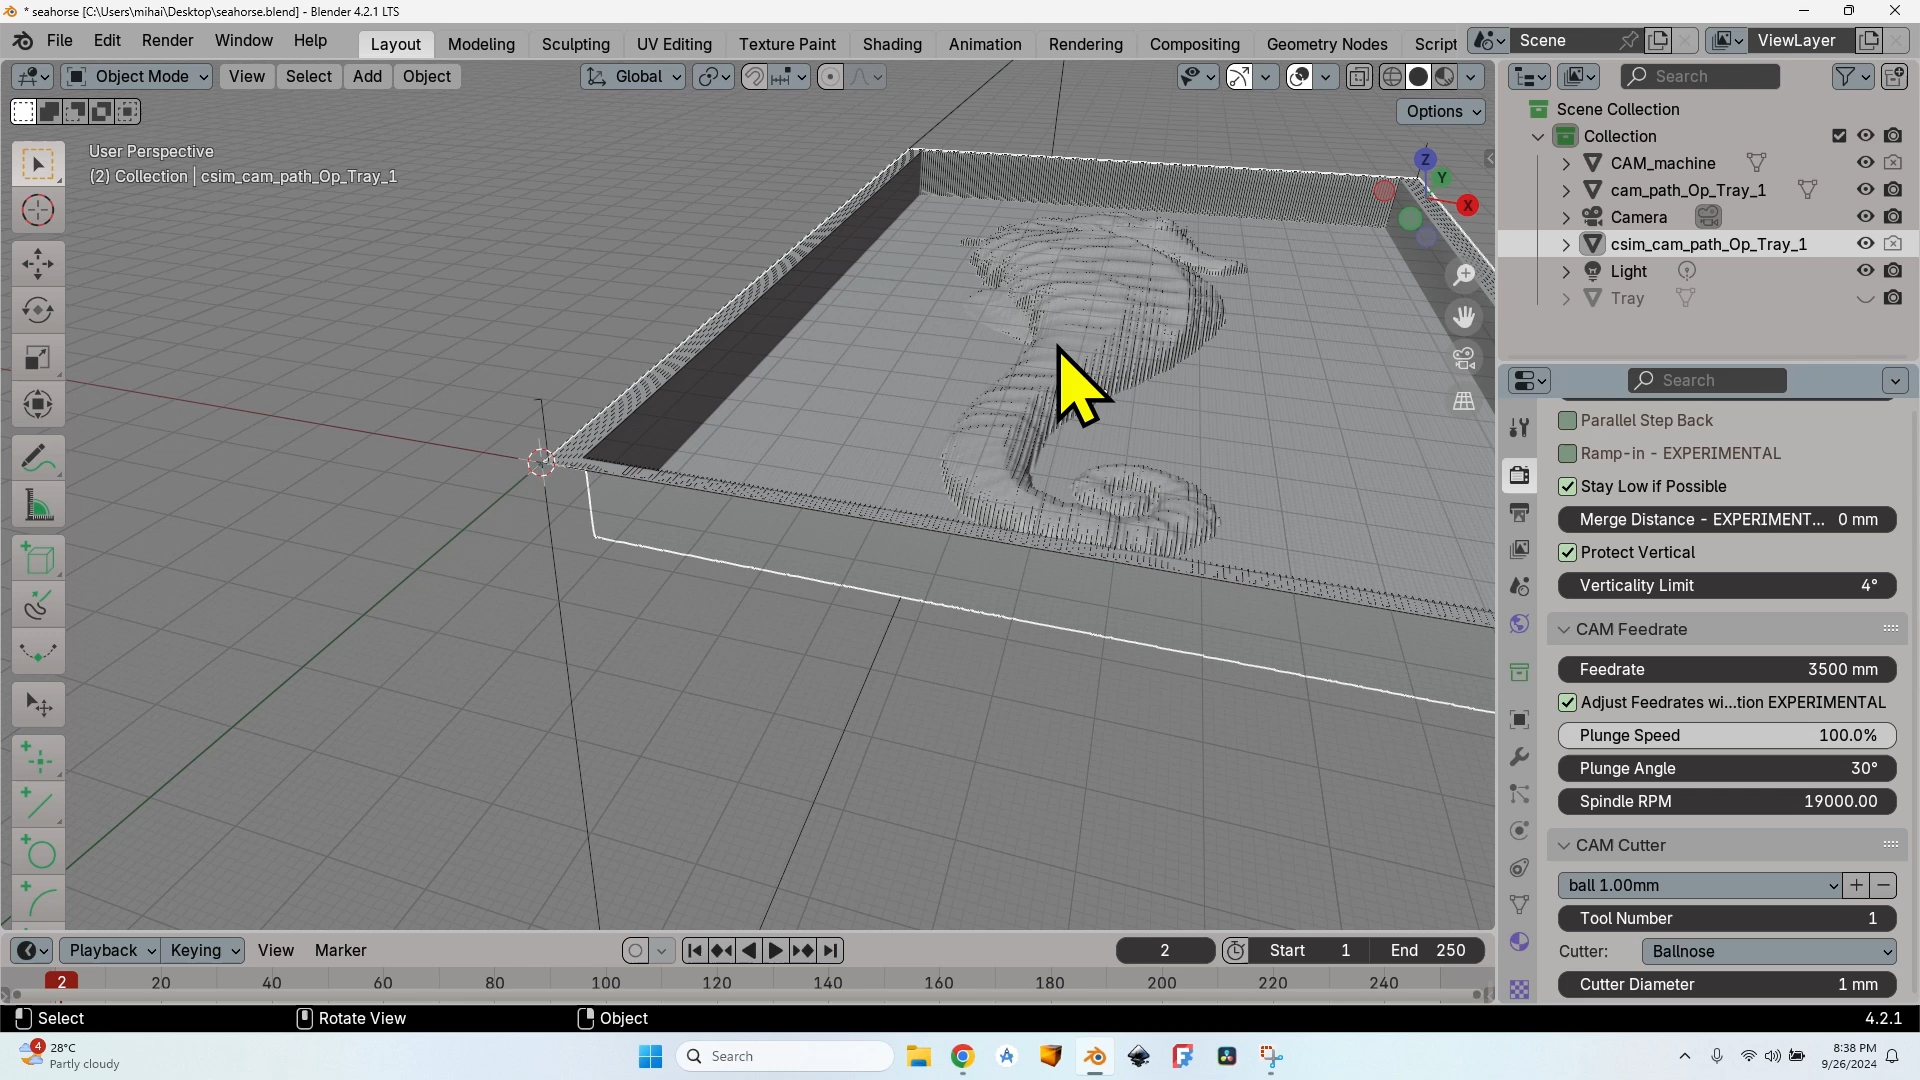 * seahorse [C:\Users\mihai\Desktop\seahorse.blend] - Blender 4.2.1 LTS
File Edit Render Window Help Layout Modeling Sculpting UV Editing Texture Paint Shading Animation Rendering Compositing Geometry Nodes Script Scene ViewLayer
Object Mode View Select Add Object Global Search
Options
User Perspective
(2) Collection | csim_cam_path_Op_Tray_1
Z
Y
X
Scene Collection
Collection
CAM_machine
cam_path_Op_Tray_1
Camera
csim_cam_path_Op_Tray_1
Light
Tray
Search
Parallel Step Back
Ramp-in - EXPERIMENTAL
Stay Low if Possible
Merge Distance - EXPERIMENT... 0 mm
Protect Vertical
Verticality Limit 4°
CAM Feedrate
Feedrate 3500 mm
Adjust Feedrates wi...tion EXPERIMENTAL
Plunge Speed 100.0%
Plunge Angle 30°
Spindle RPM 19000.00
CAM Cutter
ball 1.00mm
Tool Number 1
Cutter: Ballnose
Cutter Diameter 1 mm
Playback Keying View Marker 2 Start 1 End 250
2 20 40 60 80 100 120 140 160 180 200 220 240
Select Rotate View Object 4.2.1
4 28°C
Partly cloudy
Search
8:38 PM
9/26/2024